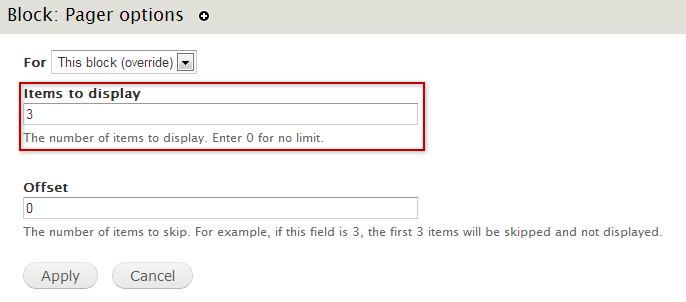 Block: Pager options
For This block (override)
Items to display
3
The number of items to display. Enter 0 for no limit.
Offset
0
The number of items to skip. For example, if this field is 3, the first 3 items will be skipped and not displayed.
Apply Cancel